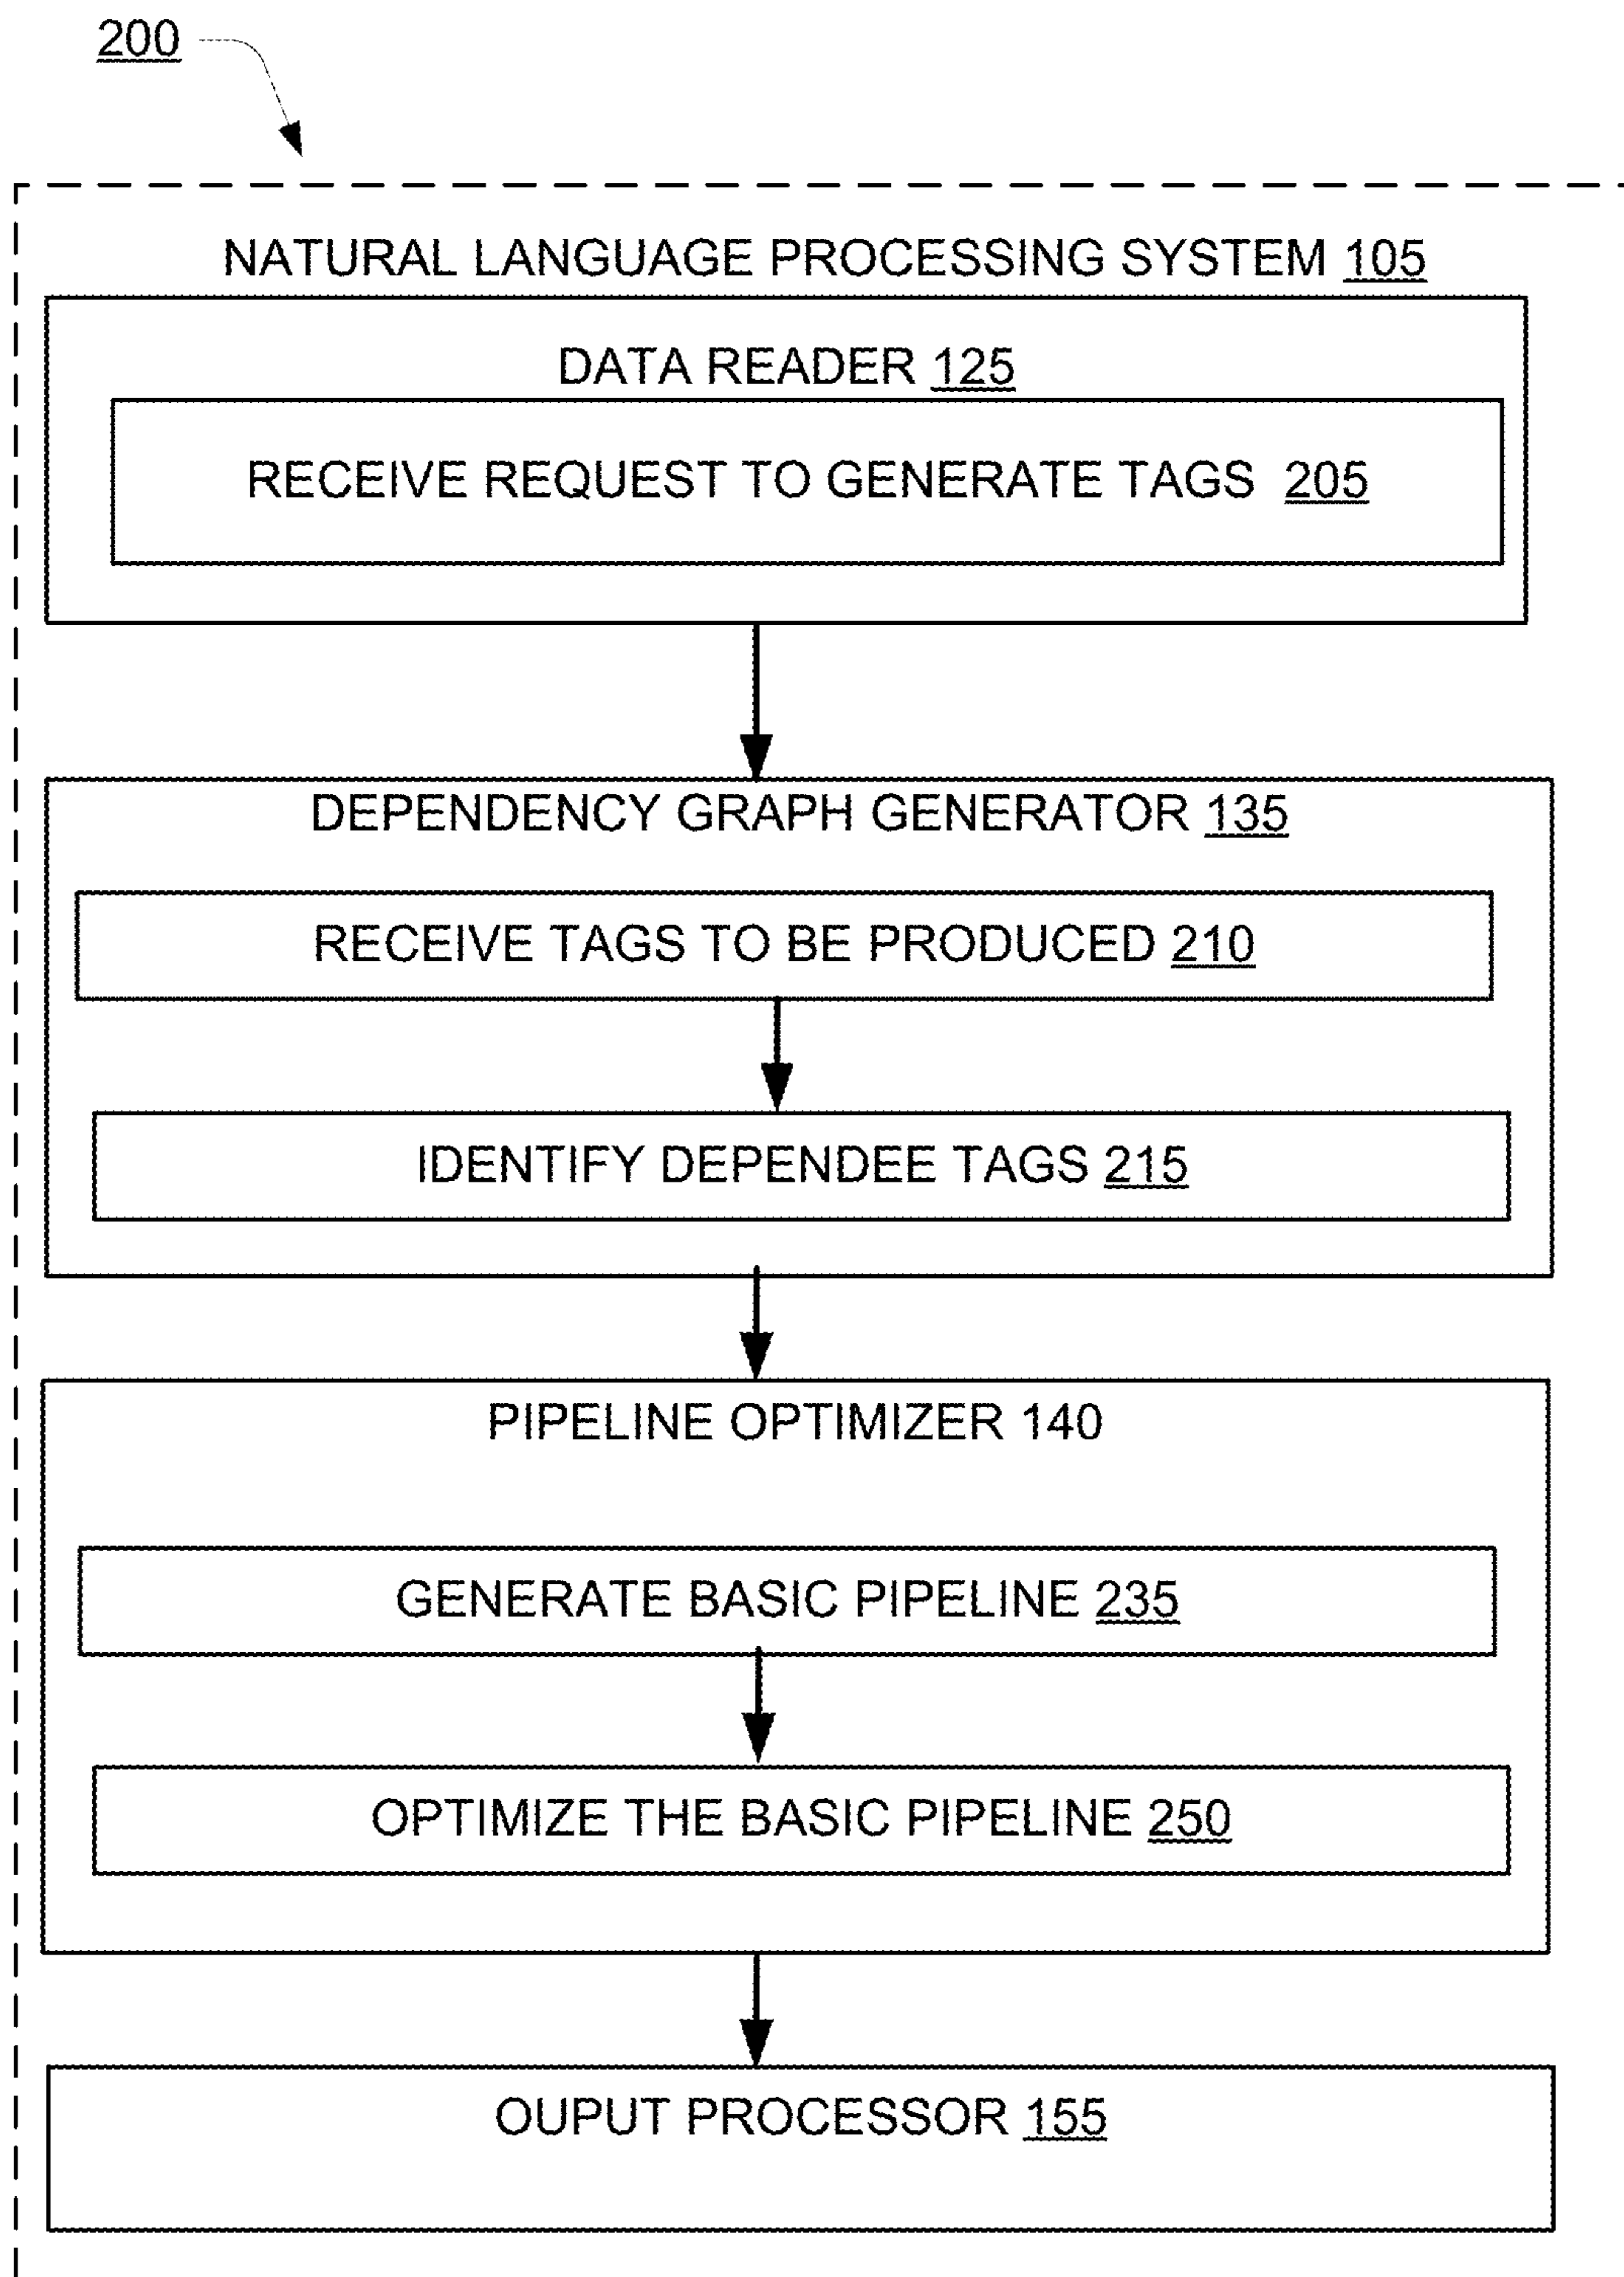 200
NATURAL LANGUAGE PROCESSING SYSTEM 105
DATA READER 125
RECEIVE REQUEST TO GENERATE TAGS 205
DEPENDENCY GRAPH GENERATOR 135
RECEIVE TAGS TO BE PRODUCED 210
IDENTIFY DEPENDEE TAGS 215
PIPELINE OPTIMIZER 140
GENERATE BASIC PIPELINE 235
OPTIMIZE THE BASIC PIPELINE 250
OUPUT PROCESSOR 155